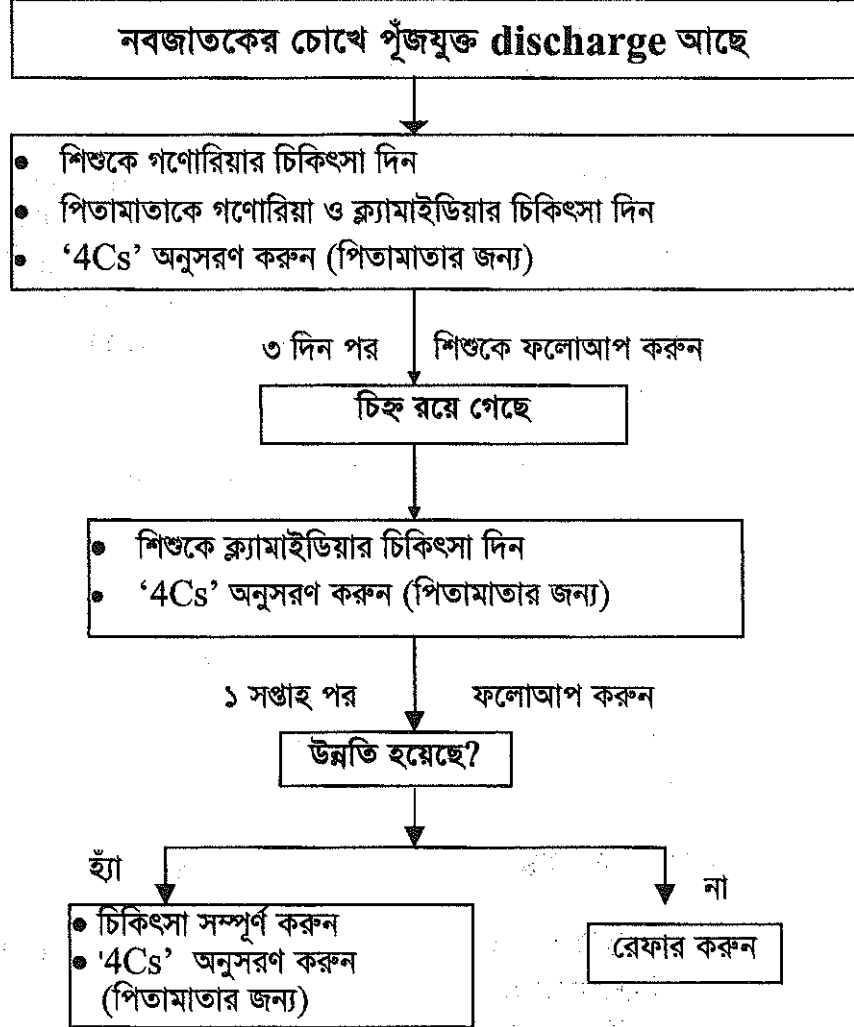 নবজাতকের চোখে পূঁজযুক্ত discharge আছে
• শিশুকে গণোরিয়ার চিকিৎসা দিন
• পিতামাতাকে গণোরিয়া ও ক্ল্যামাইডিয়ার চিকিৎসা দিন
• ‘4Cs’ অনুসরণ করুন (পিতামাতার জন্য)
৩ দিন পর শিশুকে ফলোআপ করুন
চিহ্ন রয়ে গেছে
• শিশুকে ক্ল্যামাইডিয়ার চিকিৎসা দিন
• ‘4Cs’ অনুসরণ করুন (পিতামাতার জন্য)
১ সপ্তাহ পর ফলোআপ করুন
উন্নতি হয়েছে?
হ্যাঁ
না
• চিকিৎসা সম্পূর্ণ করুন
• '4Cs’ অনুসরণ করুন
(পিতামাতার জন্য)
রেফার করুন